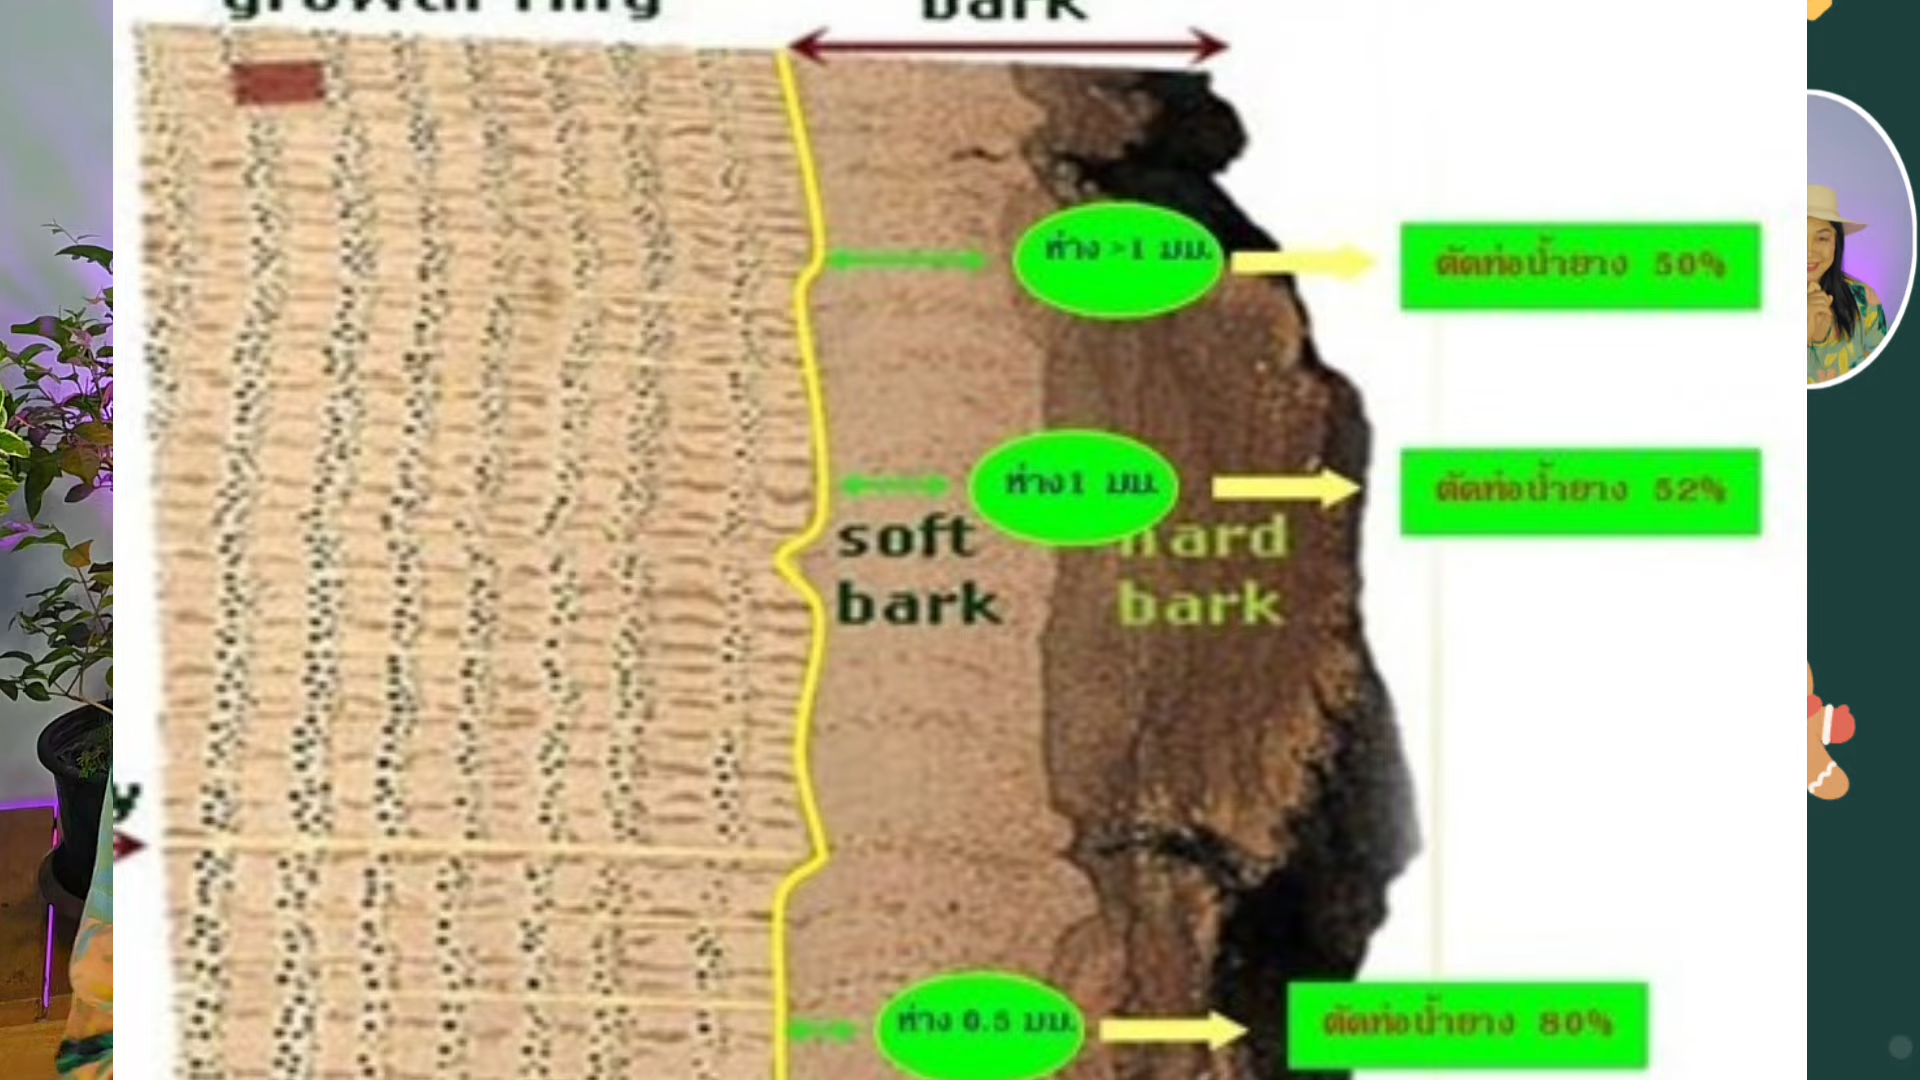 growth ring
bark
ห่าง >1 มม.
ตัดท่อน้ำยาง 50%
ห่าง 1 มม.
ตัดท่อน้ำยาง 52%
soft
bark
hard
bark
y
ห่าง 0.5 มม.
ตัดท่อน้ำยาง 80%